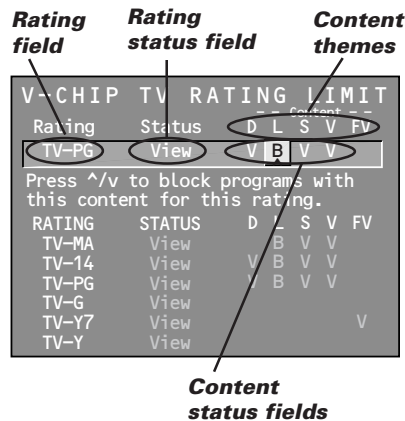 Rating field
Rating status field
Content themes
V-CHIP TV RATING LIMIT
- - Content - -
Rating Status D L S V FV
TV-PG View V B V V
Press ^/v to block programs with
this content for this rating.
RATING STATUS D L S V FV
TV-MA View B V V
TV-14 View V B V V
TV-PG View V B V V
TV-G View
TV-Y7 View V
TV-Y View
Content
status fields